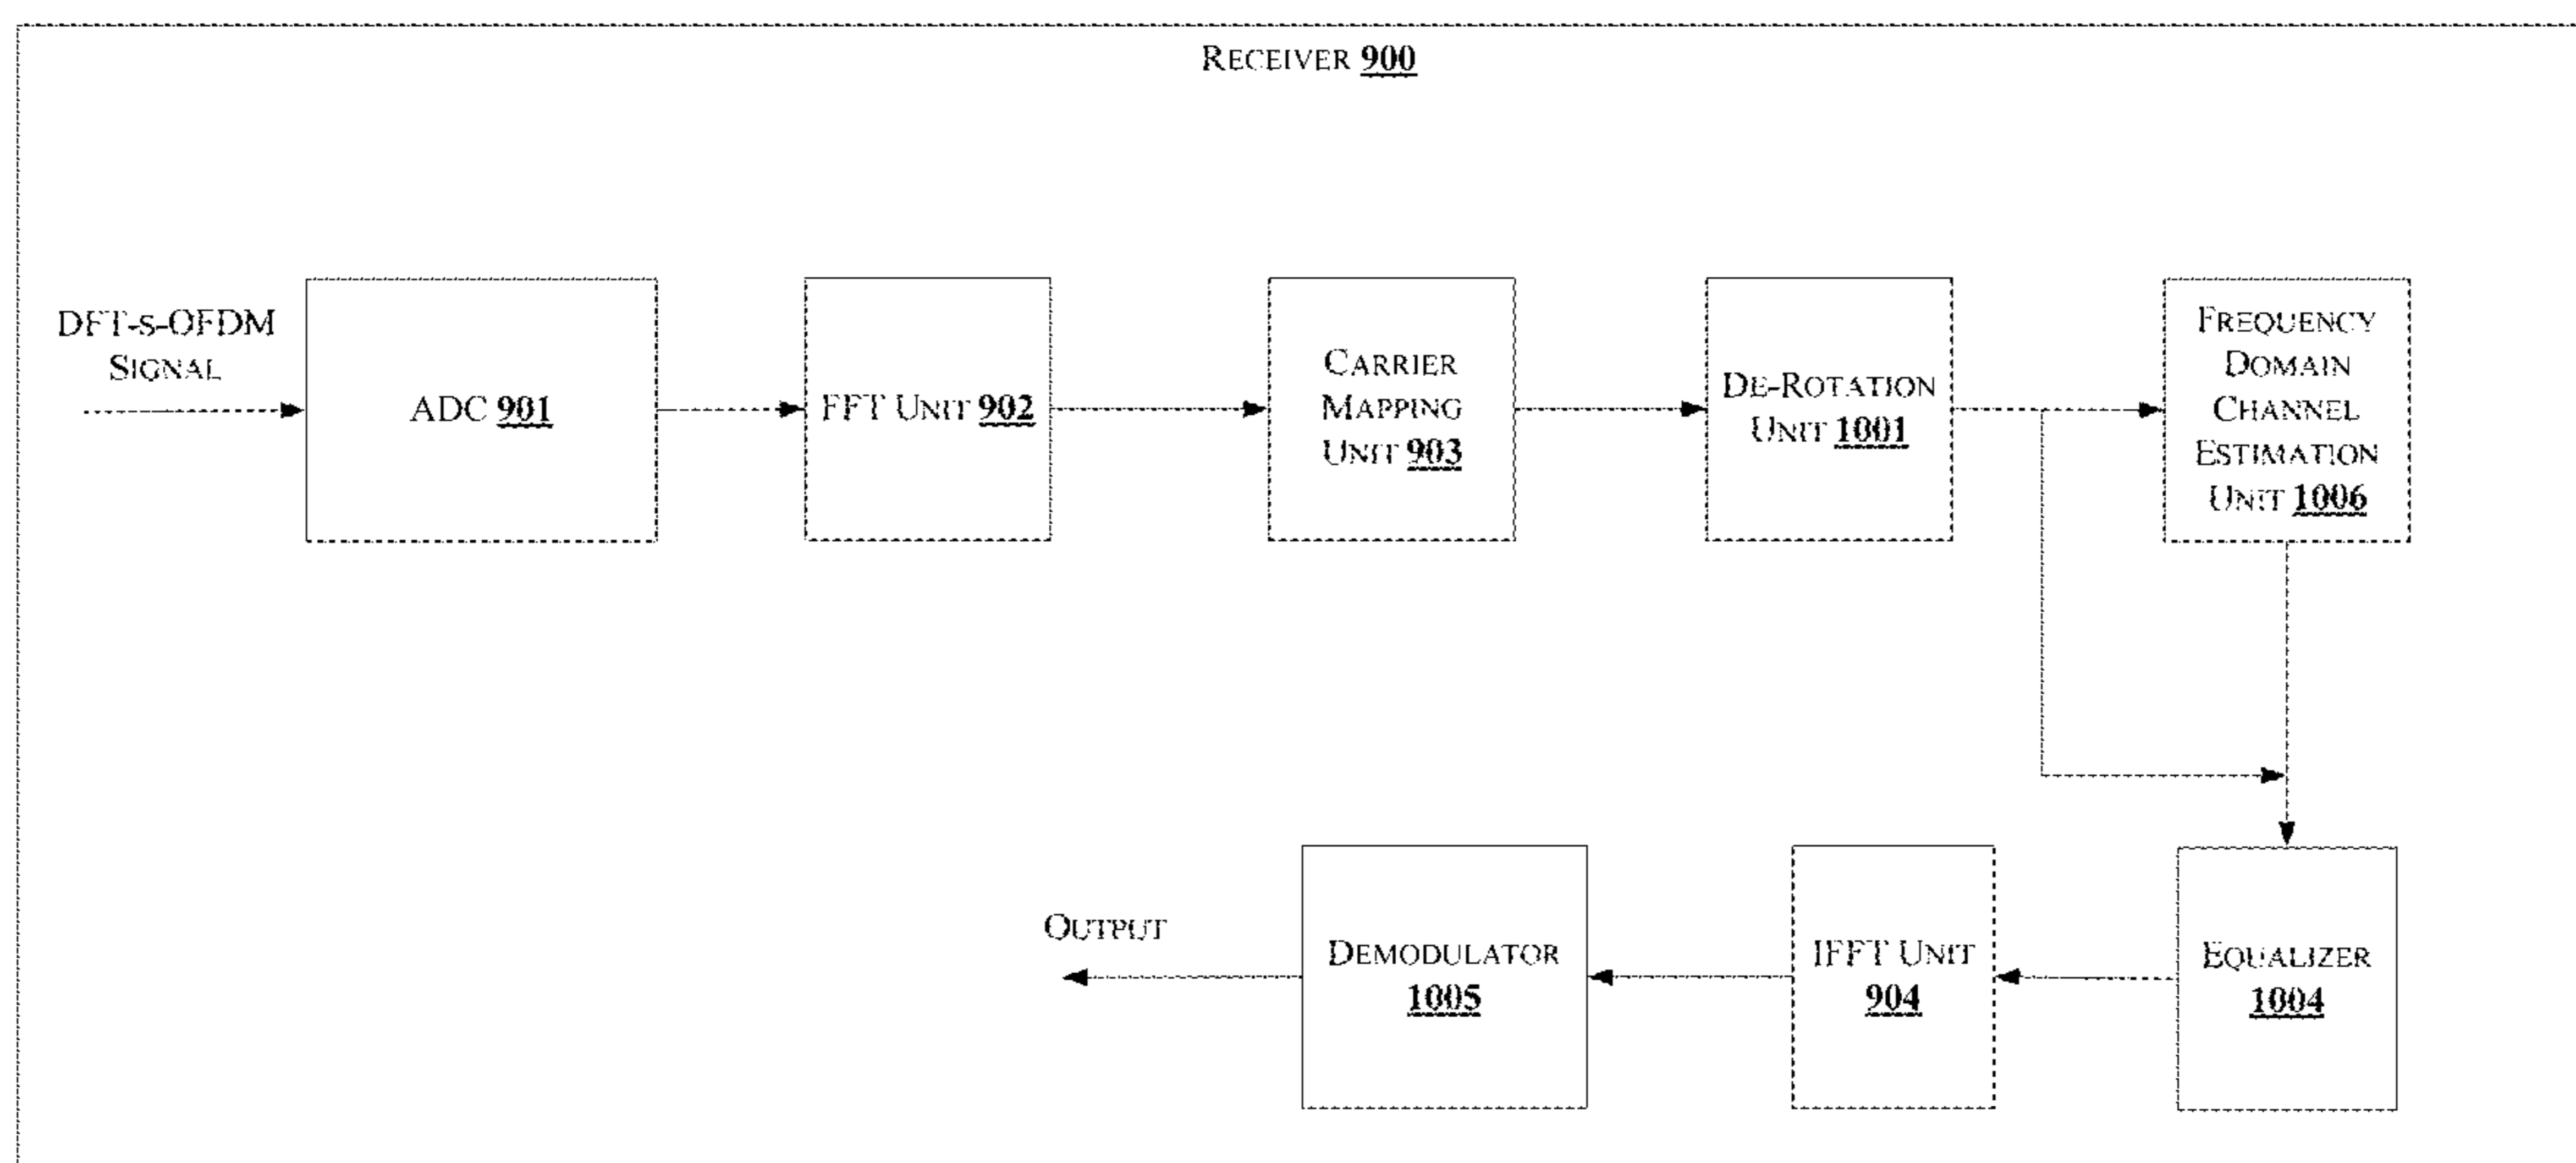 RECEIVER 900
DFT-S-OFDM
SIGNAL
ADC 901
FFT UNIT 902
CARRIER
MAPPING
UNIT 903
DE-ROTATION
UNIT 1001
FREQUENCY
DOMAIN
CHANNEL
ESTIMATION
UNIT 1006
OUTPUT
DEMODULATOR
1005
IFFT UNIT
904
EQUALIZER
1004